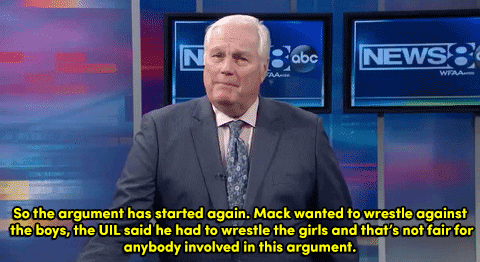 NEWS 8 abc
WFAA
N 8 abc
WFAA
So the argument has started again. Mack wanted to wrestle against
the boys, the UIL said he had to wrestle the girls and that's not fair for
anybody involved in this argument.